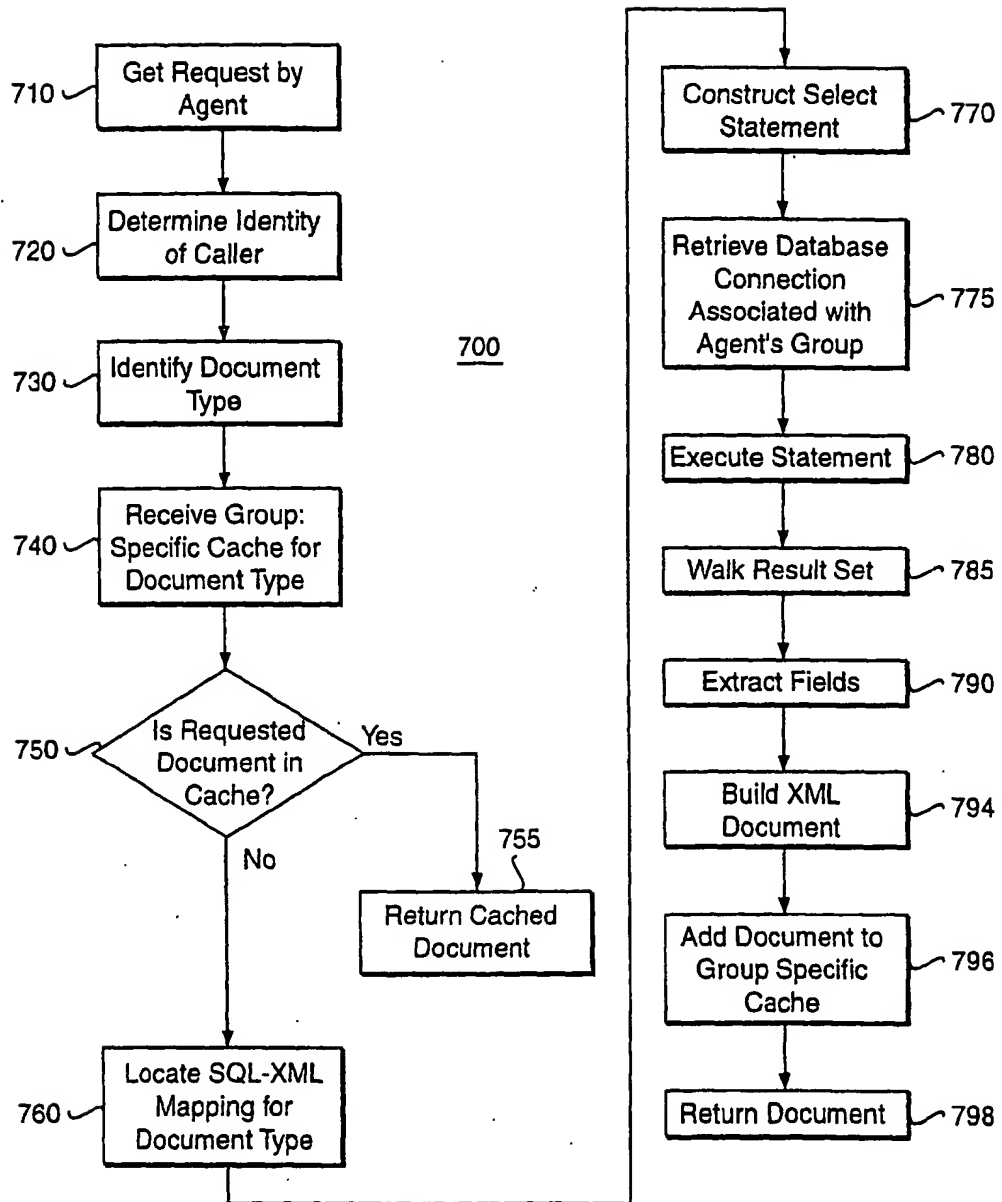 710
Get Request by
Agent
720
Determine Identity
of Caller
730
Identify Document
Type
700
740
Receive Group:
Specific Cache for
Document Type
750
Is Requested
Document in
Cache?
Yes
No
755
Return Cached
Document
760
Locate SQL-XML
Mapping for
Document Type
Construct Select
Statement
770
Retrieve Database
Connection
Associated with
Agent's Group
775
Execute Statement
780
Walk Result Set
785
Extract Fields
790
Build XML
Document
794
Add Document to
Group Specific
Cache
796
Return Document
798